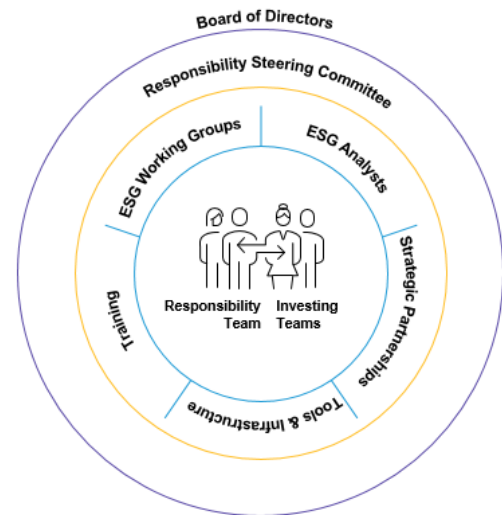 Board of Directors
Responsibility Steering Committee
ESG Working Groups
ESG Analysts
Strategic Partnerships
Tools & Infrastructure
Training
Responsibility Investing
Team Teams